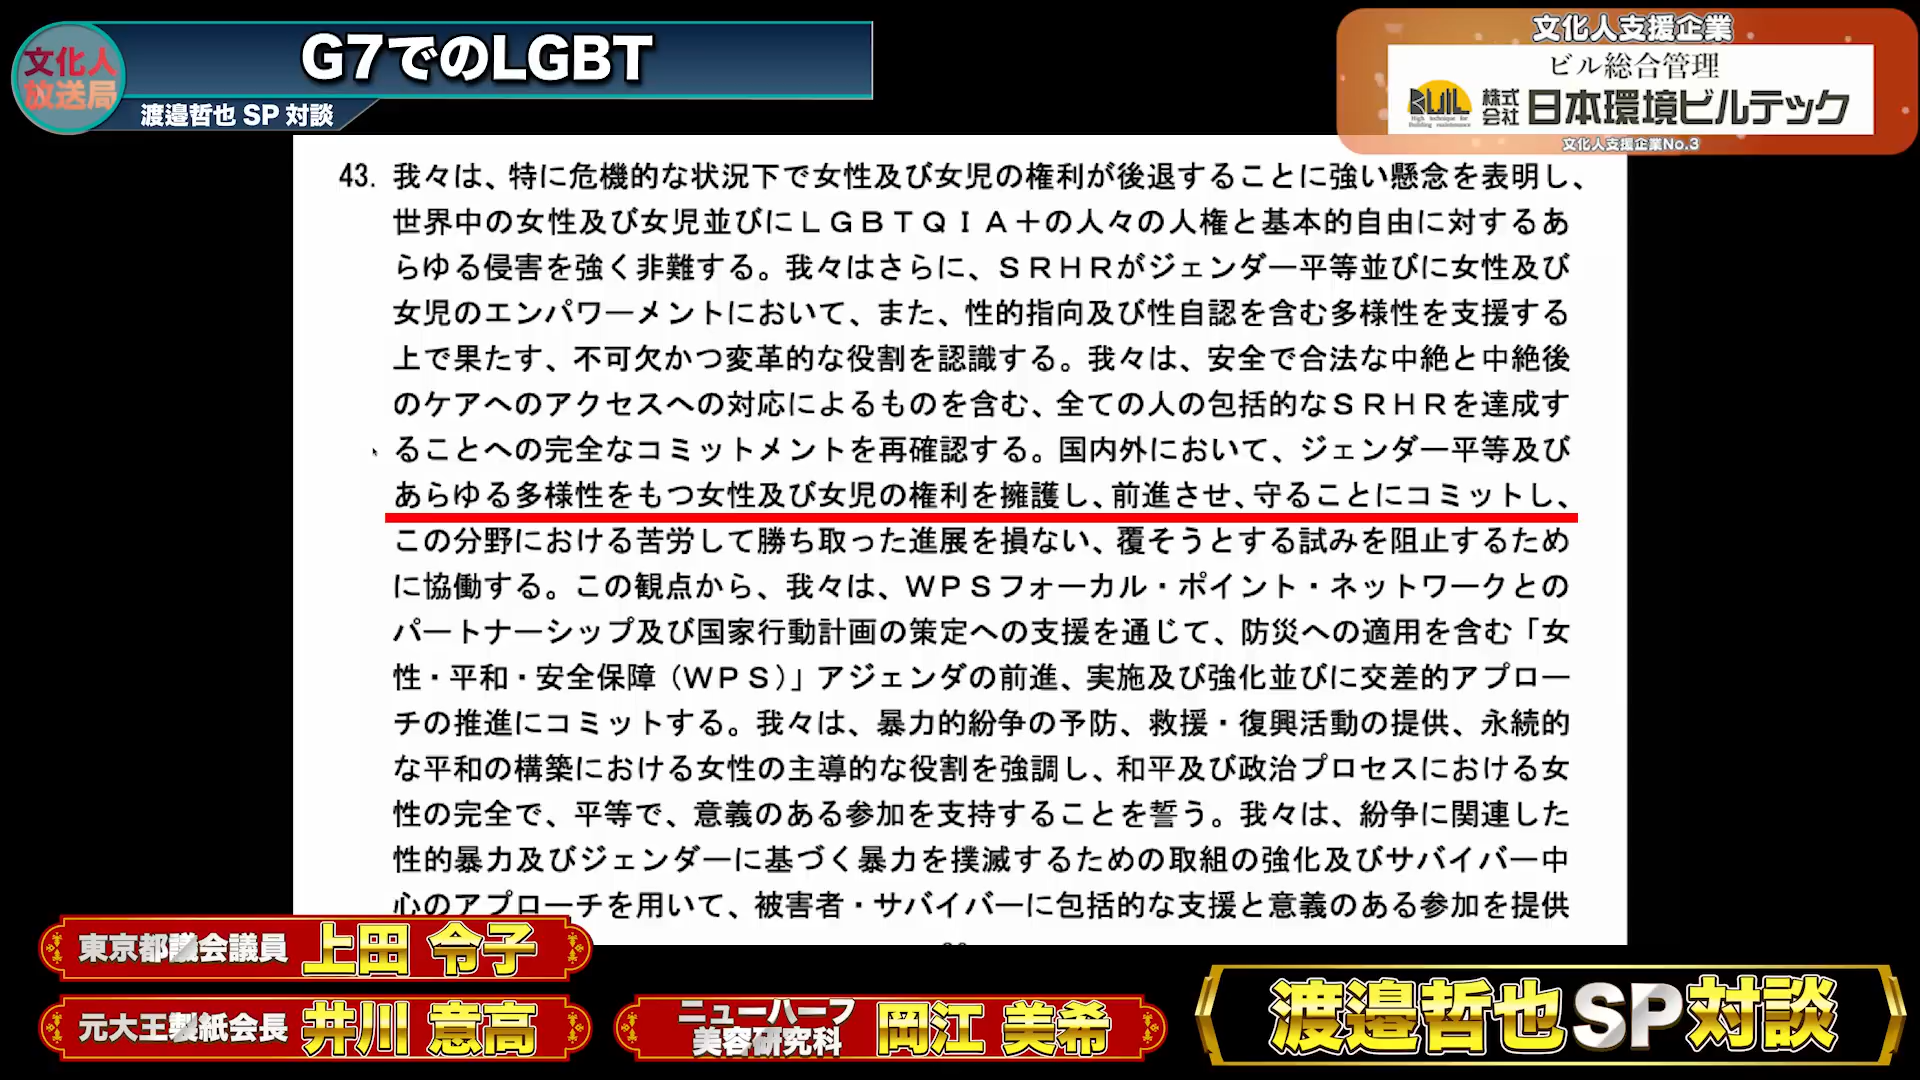 文化人
放送局
G7でのLGBT
渡邉哲也 SP 対談
文化人支援企業
ビル総合管理
BUIL
High technique for
Building maintenance
株式会社 日本環境ビルテック
文化人支援企業No.3
43. 我々は、特に危機的な状況下で女性及び女児の権利が後退することに強い懸念を表明し、
世界中の女性及び女児並びにLGBTQIA+の人々の人権と基本的自由に対するあ
らゆる侵害を強く非難する。我々はさらに、SRHRがジェンダー平等並びに女性及び
女児のエンパワーメントにおいて、また、性的指向及び性自認を含む多様性を支援する
上で果たす、不可欠かつ変革的な役割を認識する。我々は、安全で合法な中絶と中絶後
のケアへのアクセスへの対応によるものを含む、全ての人の包括的なSRHRを達成す
ることへの完全なコミットメントを再確認する。国内外において、ジェンダー平等及び
あらゆる多様性をもつ女性及び女児の権利を擁護し、前進させ、守ることにコミットし、
この分野における苦労して勝ち取った進展を損ない、覆そうとする試みを阻止するため
に協働する。この観点から、我々は、WPSフォーカル・ポイント・ネットワークとの
パートナーシップ及び国家行動計画の策定への支援を通じて、防災への適用を含む「女
性・平和・安全保障(WPS)」アジェンダの前進、実施及び強化並びに交差的アプロー
チの推進にコミットする。我々は、暴力的紛争の予防、救援・復興活動の提供、永続的
な平和の構築における女性の主導的な役割を強調し、和平及び政治プロセスにおける女
性の完全で、平等で、意義のある参加を支持することを誓う。我々は、紛争に関連した
性的暴力及びジェンダーに基づく暴力を撲滅するための取組の強化及びサバイバー中
心のアプローチを用いて、被害者・サバイバーに包括的な支援と意義のある参加を提供
東京都議会議員 上田 令子
元大王製紙会長 井川 意高
ニューハーフ
美容研究科 岡江 美希
渡邉哲也SP対談